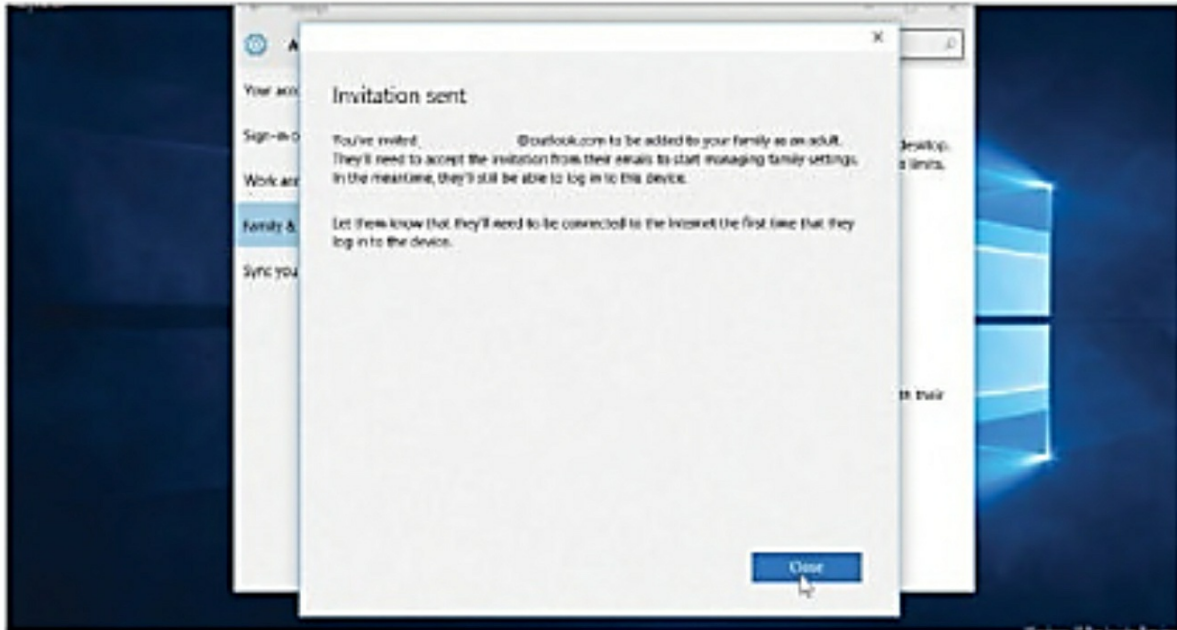 A
Your acc
Sign-in o
Work acc
Family &
Sync you
Invitation sent
You've invited @outlook.com to be added to your family as an adult.
They'll need to accept the invitation from their emails to start managing family settings.
In the meantime, they'll still be able to log in to this device.
Let them know that they'll need to be connected to the internet the first time that they
log in to the device.
Close
desktop.
limits,
their